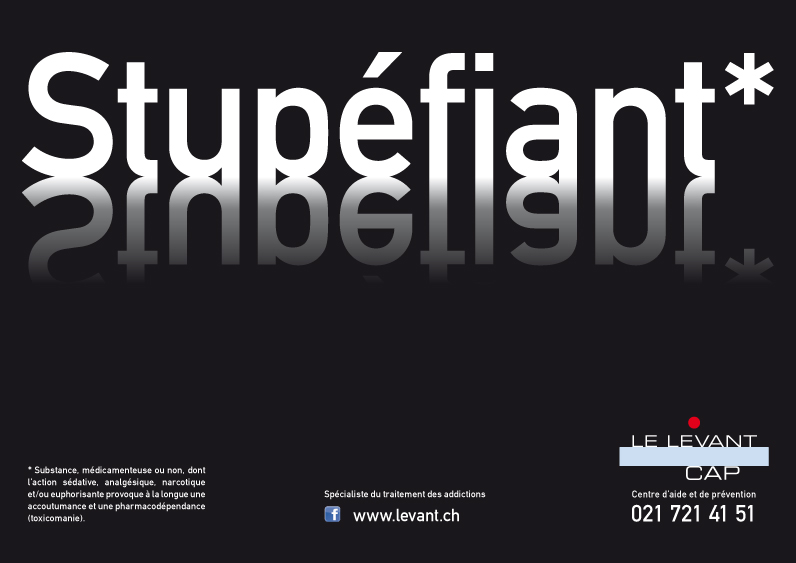 Stupéfiant*
* Substance, médicamenteuse ou non, dont
l'action sédative, analgésique, narcotique
et/ou euphorisante provoque à la longue une
accoutumance et une pharmacodépendance
(toxicomanie).
Spécialiste du traitement des addictions
f www.levant.ch
LE LEVANT
CAP
Centre d'aide et de prévention
021 721 41 51